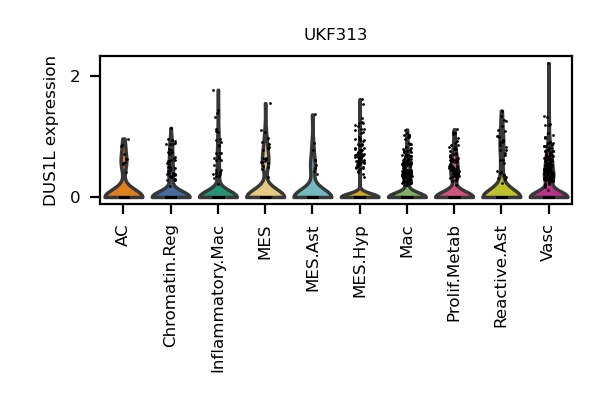 UKF313
DUS1L expression
2
0
AC
Chromatin.Reg
Inflammatory.Mac
MES
MES.Ast
MES.Hyp
Mac
Prolif.Metab
Reactive.Ast
Vasc